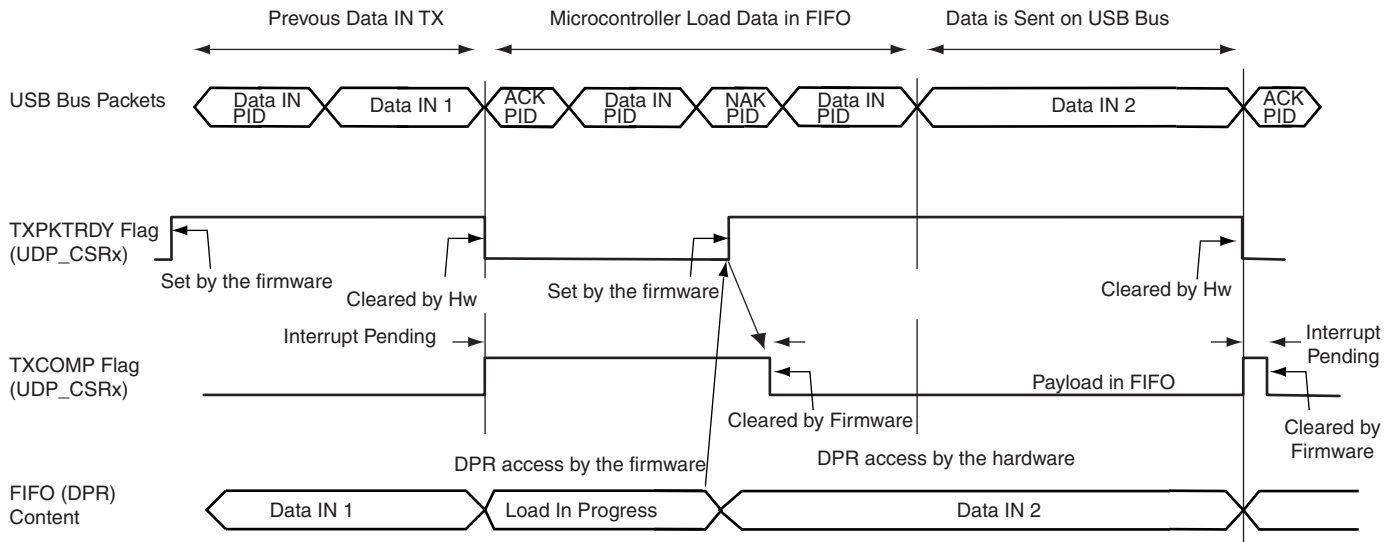 Prevous Data IN TX
Microcontroller Load Data in FIFO
Data is Sent on USB Bus
USB Bus Packets
Data IN
PID
Data IN 1
ACK
PID
Data IN
PID
NAK
PID
Data IN
PID
Data IN 2
ACK
PID
TXPKTRDY Flag
(UDP_CSRx)
Set by the firmware
Cleared by Hw
Set by the firmware
Cleared by Hw
Interrupt Pending
Interrupt
Pending
TXCOMP Flag
(UDP_CSRx)
Payload in FIFO
Cleared by Firmware
Cleared by
Firmware
DPR access by the firmware
DPR access by the hardware
FIFO (DPR)
Content
Data IN 1
Load In Progress
Data IN 2